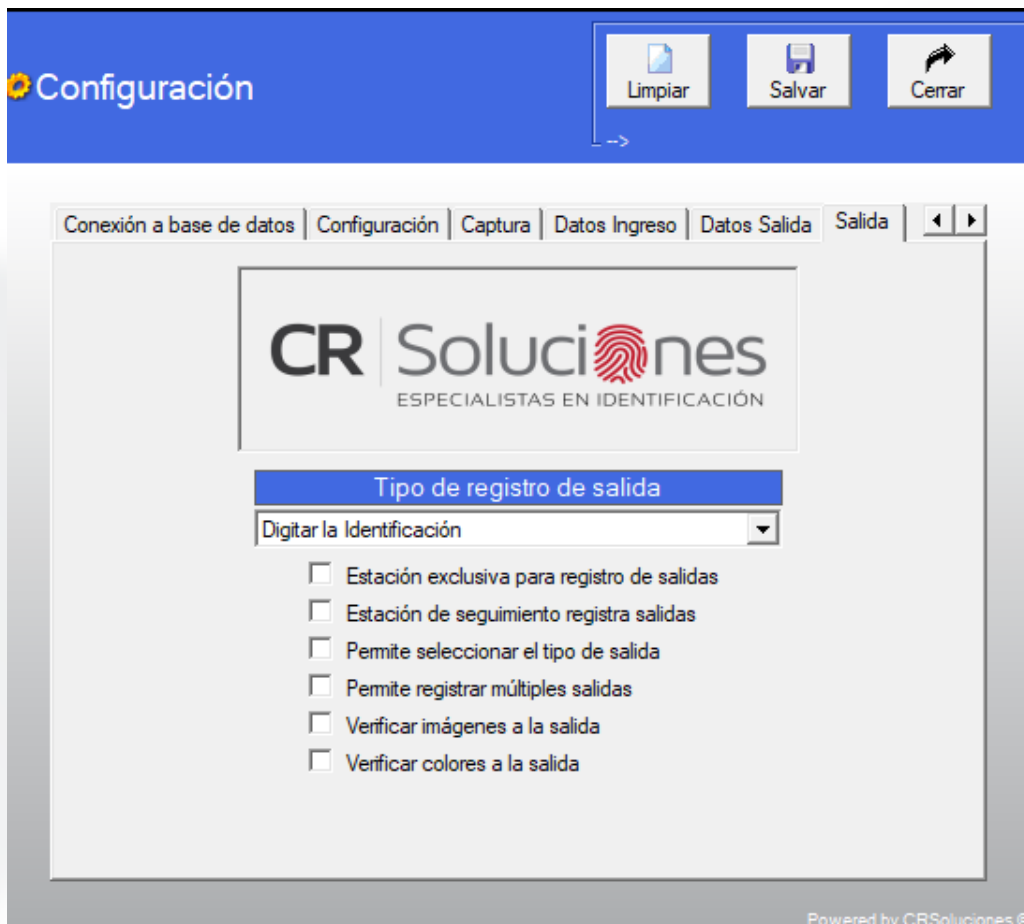 Configuración
Limpiar
Salvar
Cerrar
-->
Conexión a base de datos
Configuración
Captura
Datos Ingreso
Datos Salida
Salida
CR Soluciones
ESPECIALISTAS EN IDENTIFICACIÓN
Tipo de registro de salida
Digitar la Identificación
Estación exclusiva para registro de salidas
Estación de seguimiento registra salidas
Permite seleccionar el tipo de salida
Permite registrar múltiples salidas
Verificar imágenes a la salida
Verificar colores a la salida
Powered by CRSoluciones ®